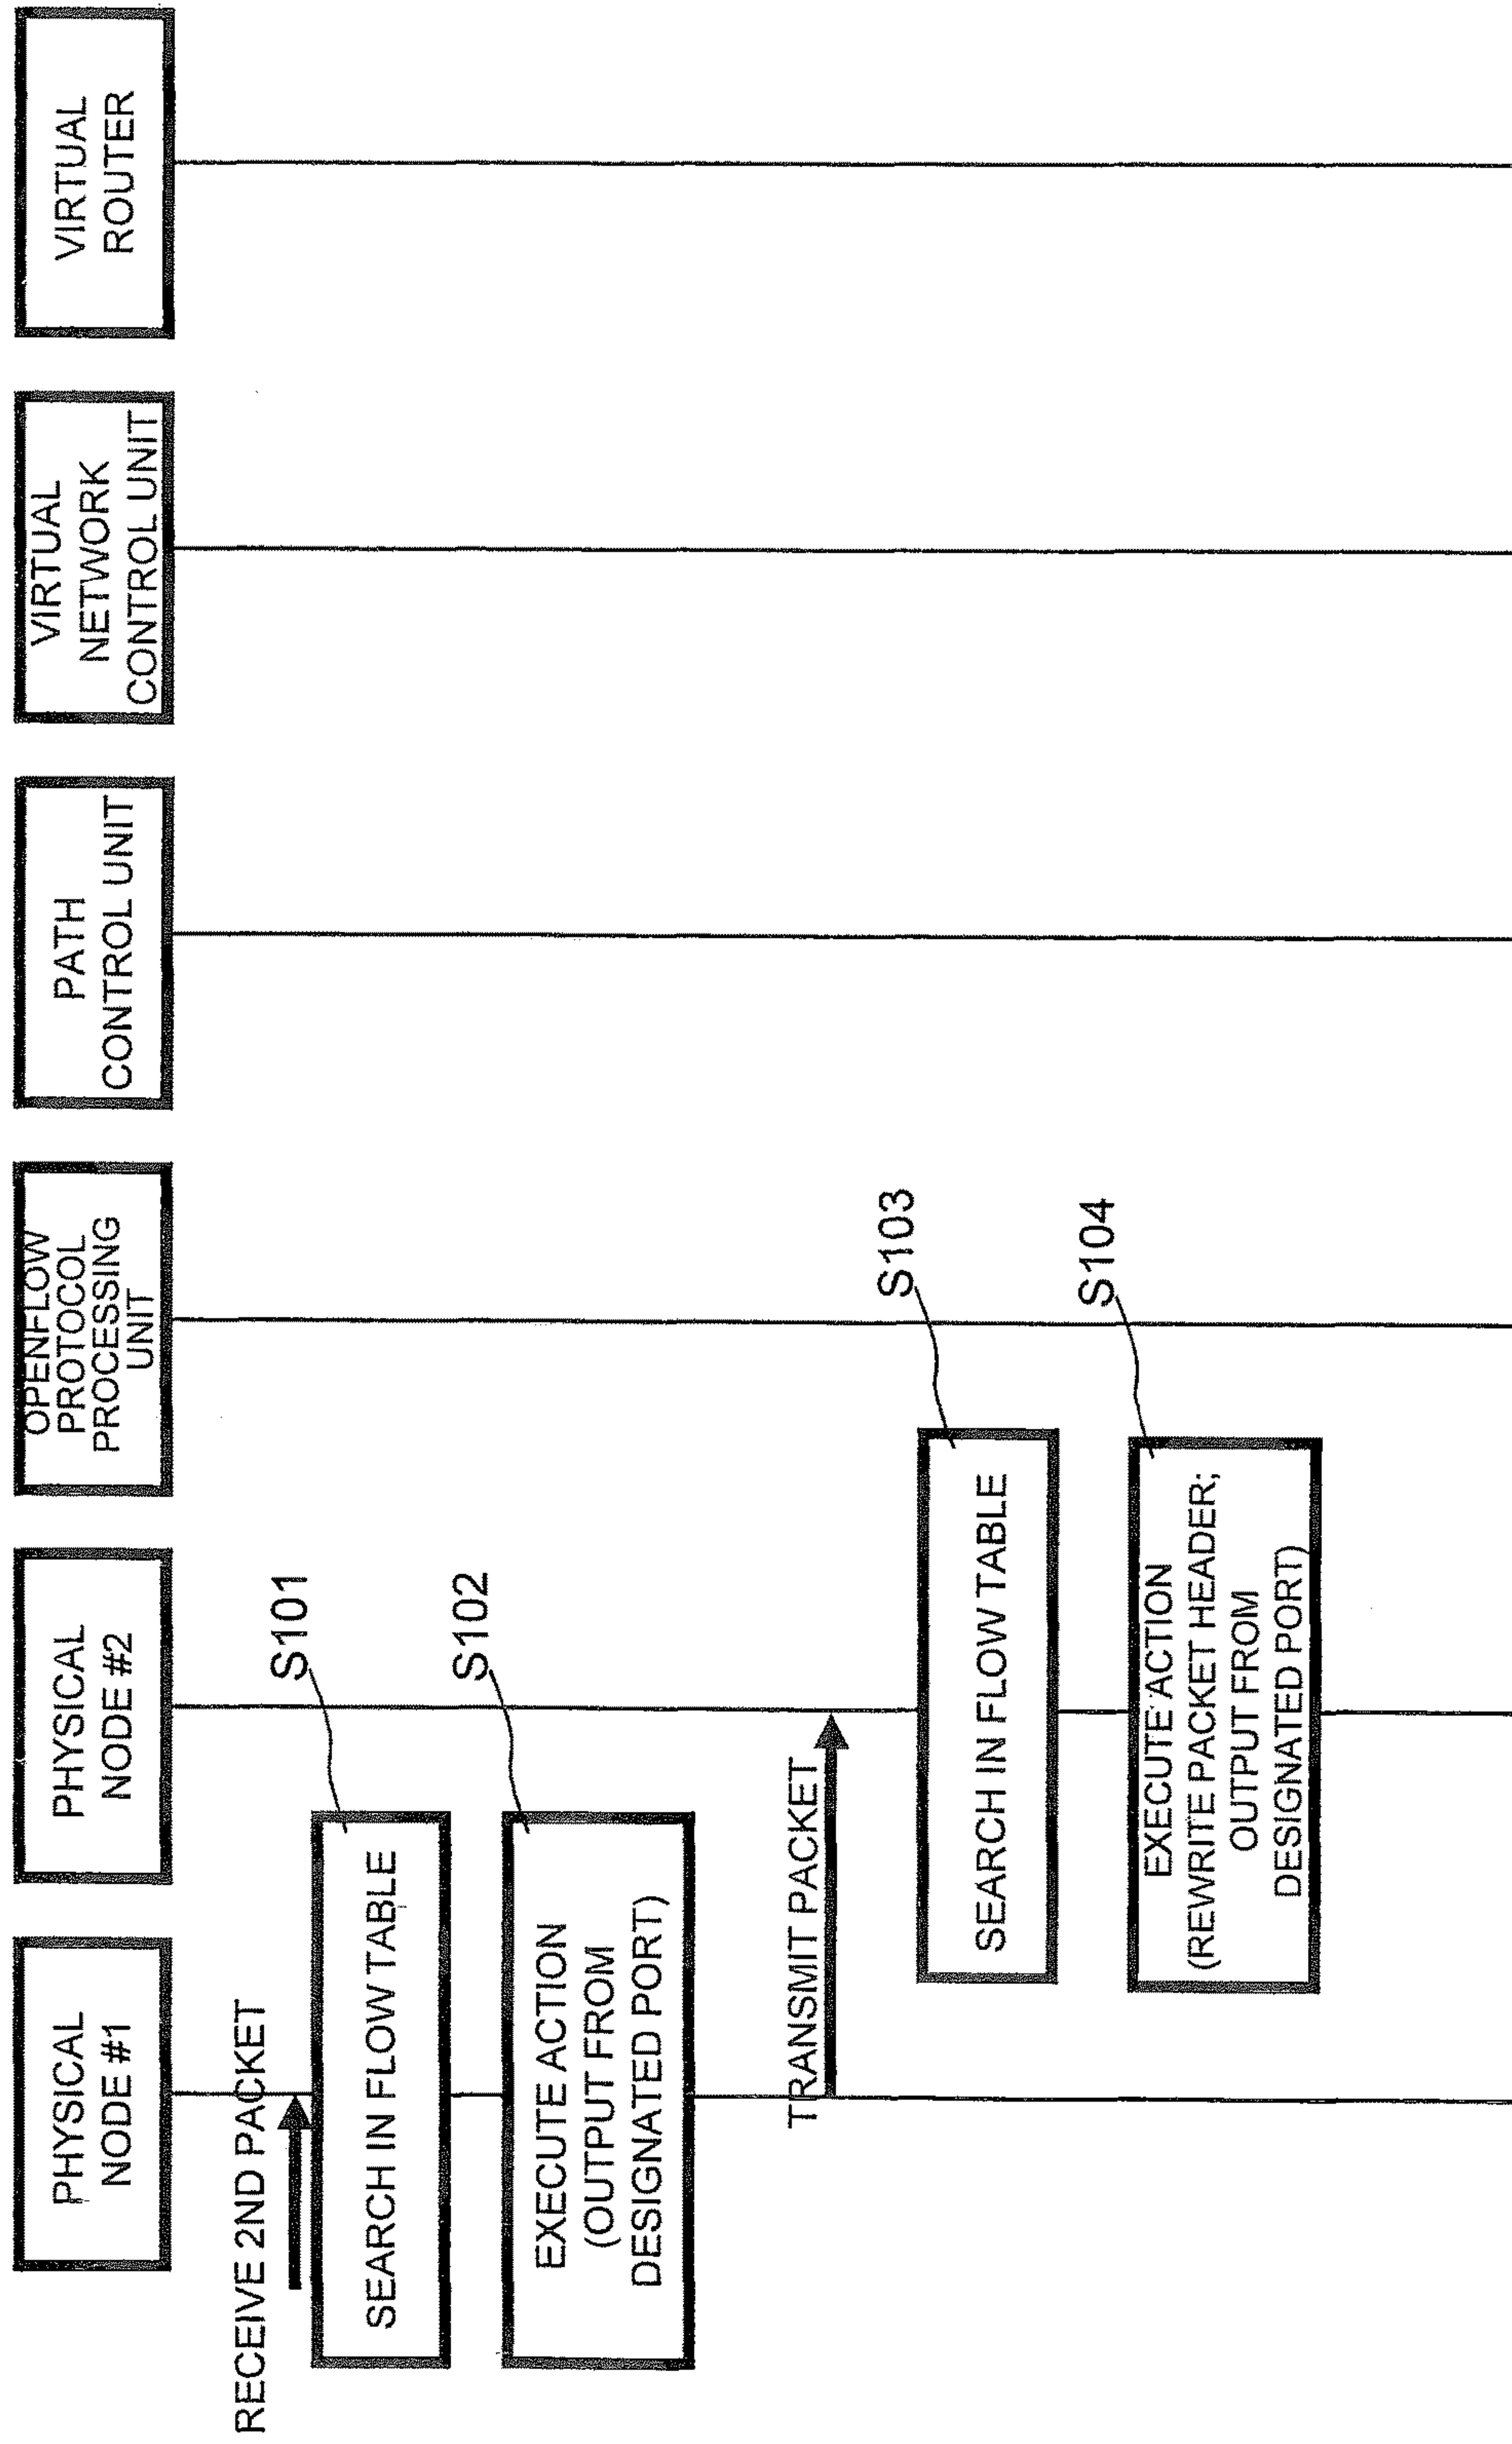 PHYSICAL
NODE #1
PHYSICAL
NODE #2
OPENFLOW
PROTOCOL
PROCESSING
UNIT
PATH
CONTROL UNIT
VIRTUAL
NETWORK
CONTROL UNIT
VIRTUAL
ROUTER
RECEIVE 2ND PACKET
S101
SEARCH IN FLOW TABLE
S102
EXECUTE ACTION
(OUTPUT FROM
DESIGNATED PORT)
TRANSMIT PACKET
S103
SEARCH IN FLOW TABLE
S104
EXECUTE ACTION
(REWRITE PACKET HEADER;
OUTPUT FROM
DESIGNATED PORT)